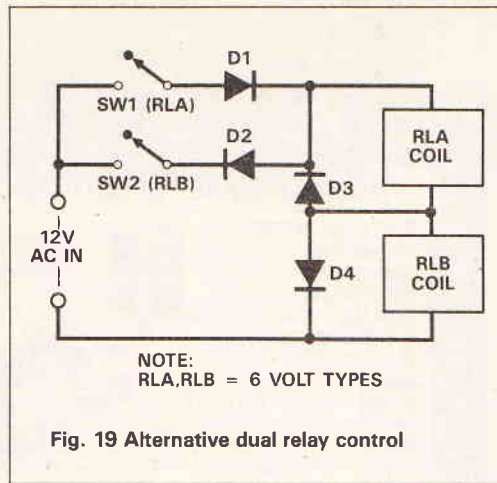 D1
SW1 (RLA)
D2
SW2 (RLB)
RLA
COIL
D3
12V
AC IN
D4
RLB
COIL
NOTE:
RLA,RLB = 6 VOLT TYPES
Fig. 19 Alternative dual relay control